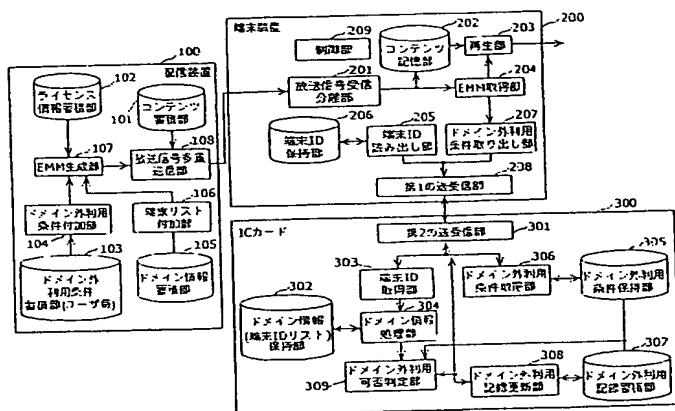 100
配信装置
102
ライセンス
情報蓄積部
101
コンテンツ
蓄積部
107
EMM生成部
108
放送信号多重
送信部
106
ドメイン外利用
条件付加部
104
端末リスト
付加部
103
ドメイン外
利用条件
蓄積部(ユーザ毎)
105
ドメイン情報
蓄積部
200
端末装置
209
制御部
202
コンテンツ
記憶部
203
再生部
201
放送信号受信
分離部
204
EMM取得部
206
端末ID
保持部
205
端末ID
読み出し部
207
ドメイン外利用
条件取り出し部
208
第1の送受信部
300
ICカード
第2の送受信部
301
303
端末ID
取得部
306
ドメイン外利用
条件取得部
305
ドメイン外利用
条件保持部
302
ドメイン情報
(端末IDリスト)
保持部
304
ドメイン情報
処理部
307
ドメイン外利用
可否判定部
309
308
ドメイン外利用
記録更新部
ドメイン外利用
記録蓄積部